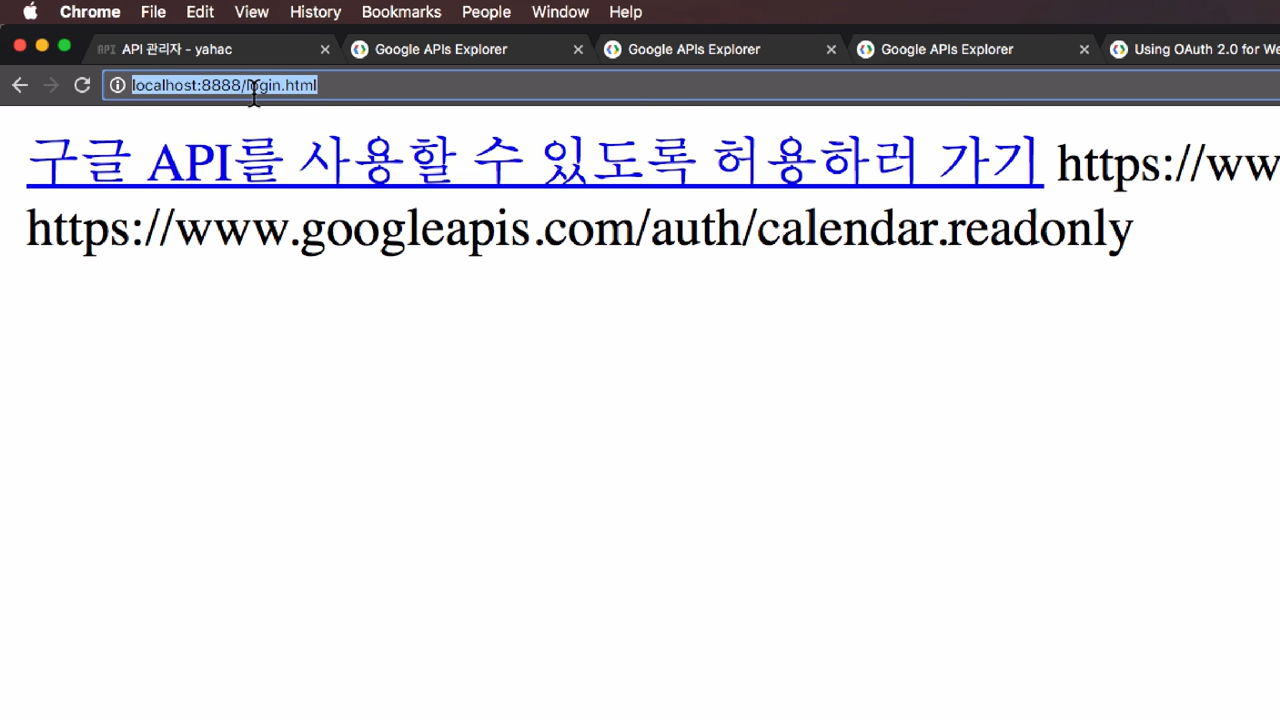 Chrome File Edit View History Bookmarks People Window Help
API API 관리자 - yahac Google APIs Explorer Google APIs Explorer Google APIs Explorer Using OAuth 2.0 for We
localhost:8888/login.html
구글 API를 사용할 수 있도록 허용하러 가기 https://ww
https://www.googleapis.com/auth/calendar.readonly